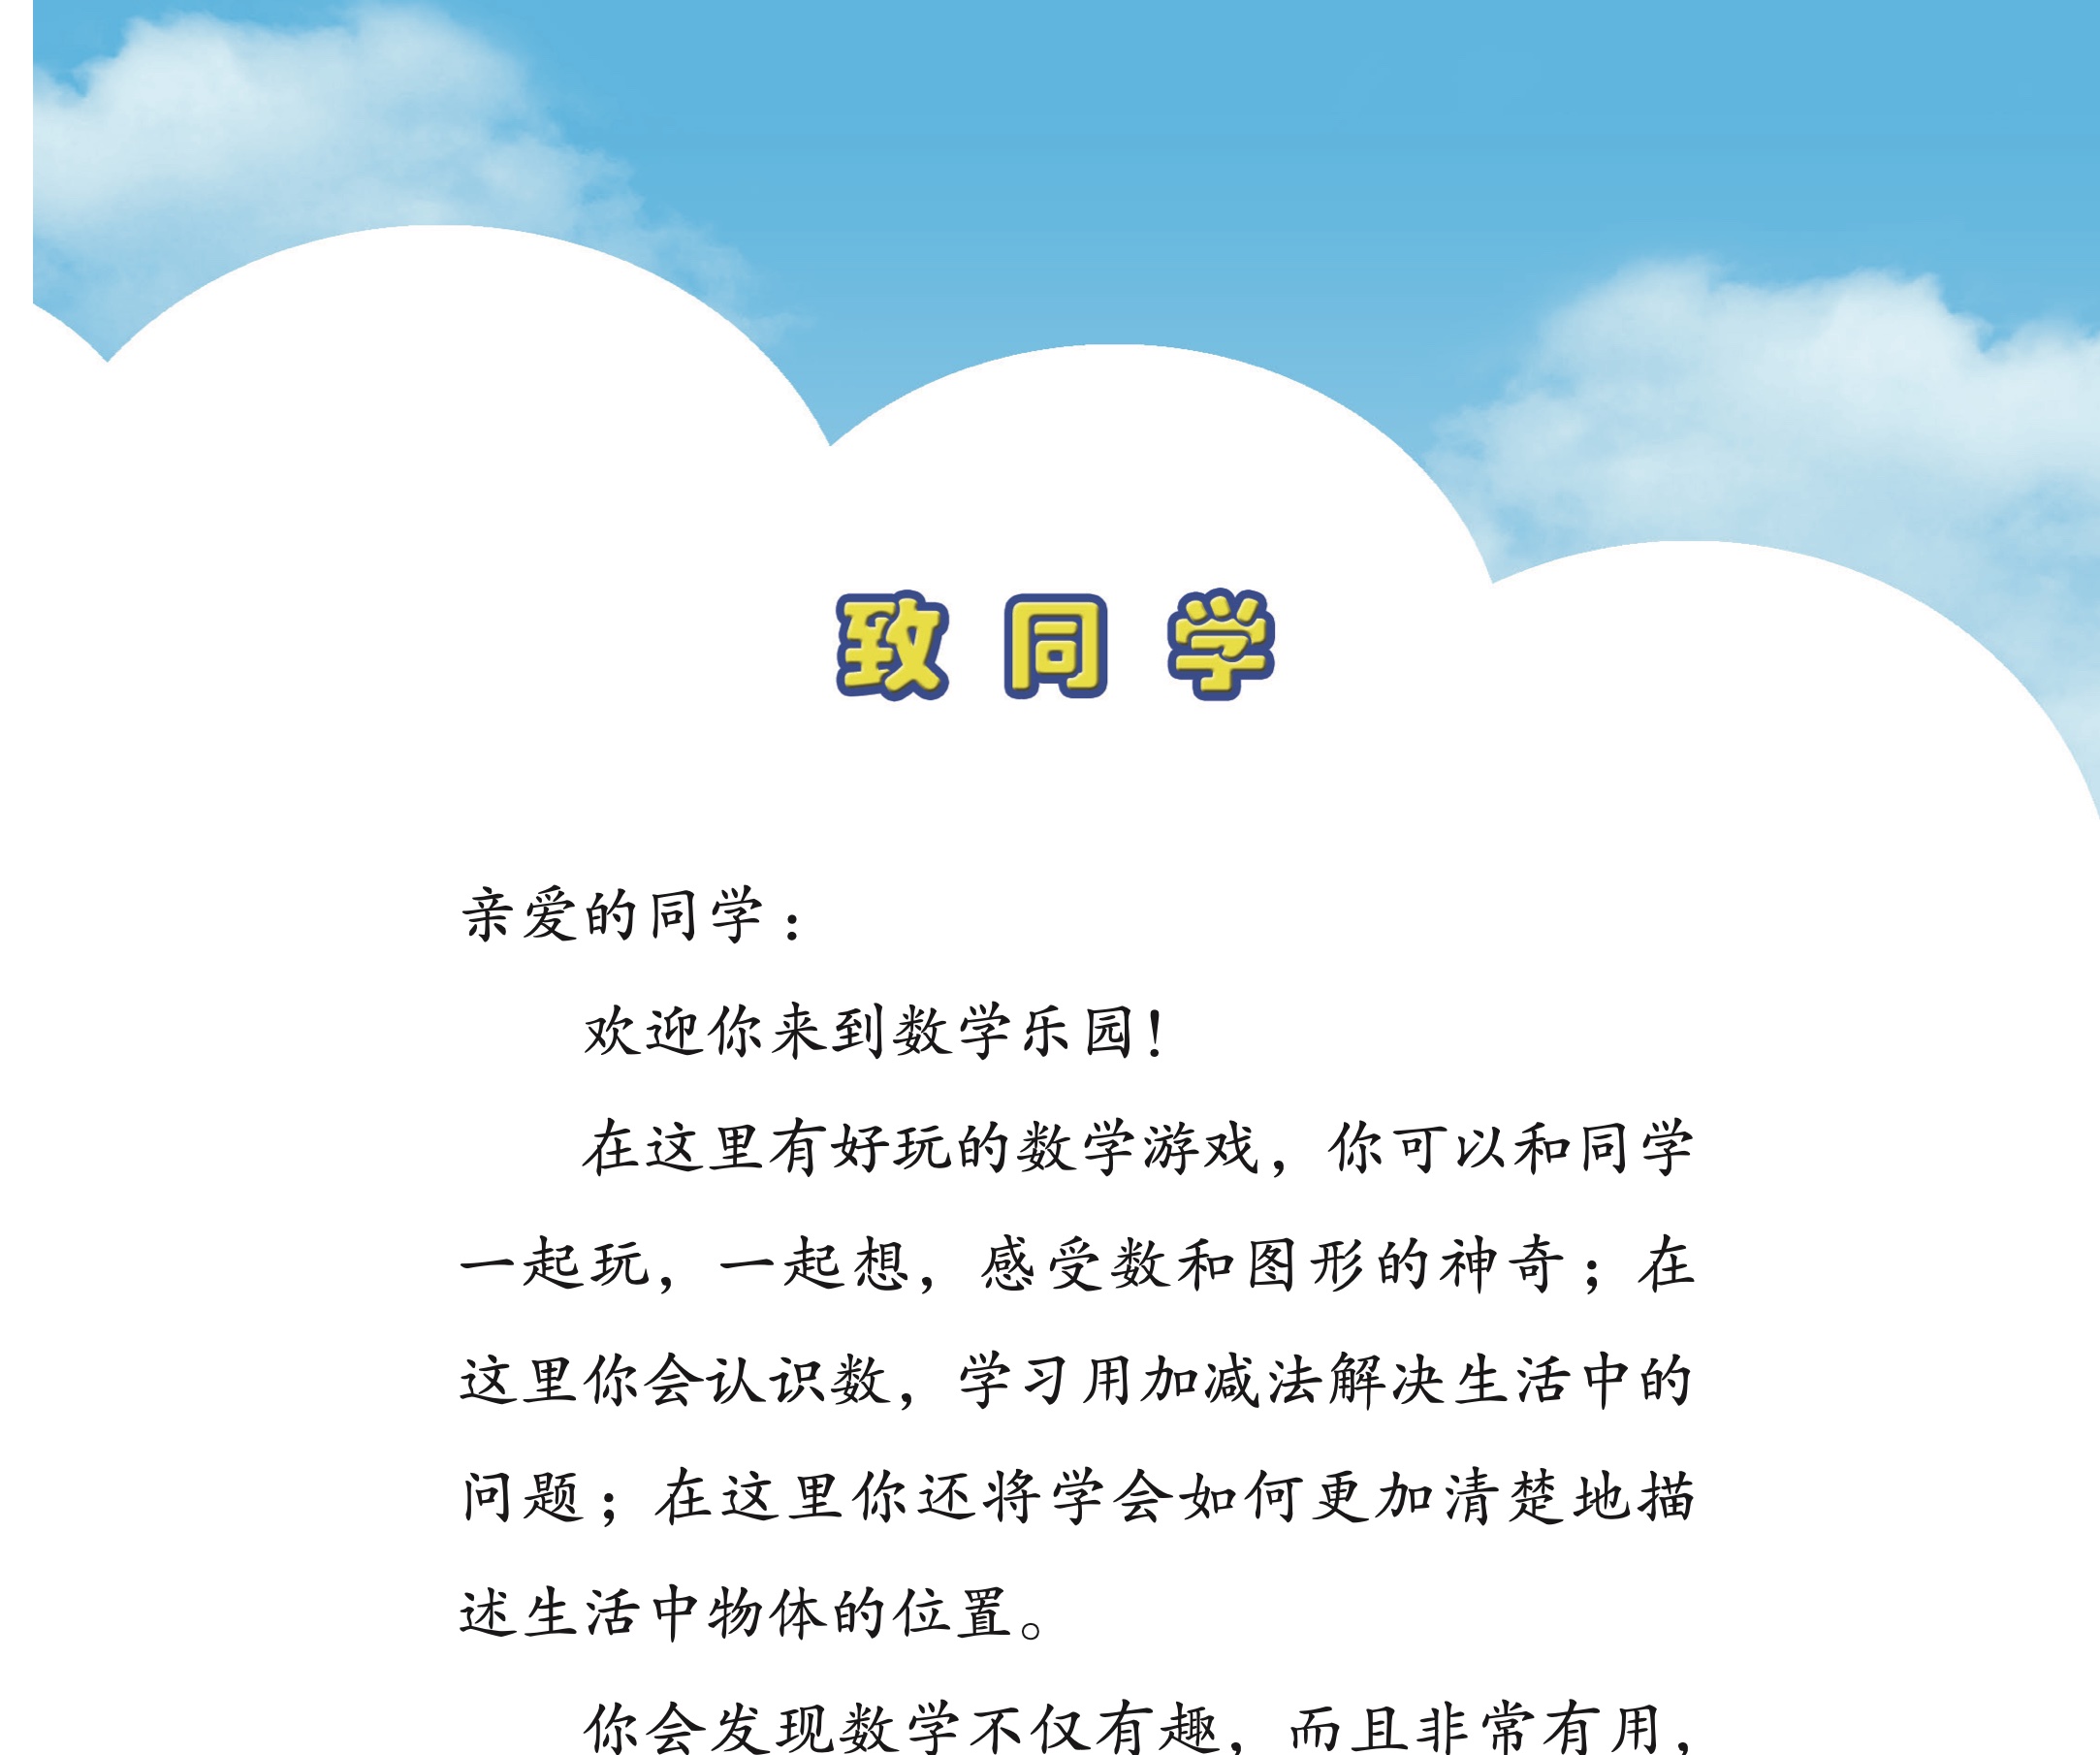 致同学
亲爱的同学：
欢迎你来到数学乐园！
在这里有好玩的数学游戏，你可以和同学
一起玩，一起想，感受数和图形的神奇；在
这里你会认识数，学习用加减法解决生活中的
问题；在这里你还将学会如何更加清楚地描
述生活中物体的位置。
你会发现数学不仅有趣，而且非常有用，